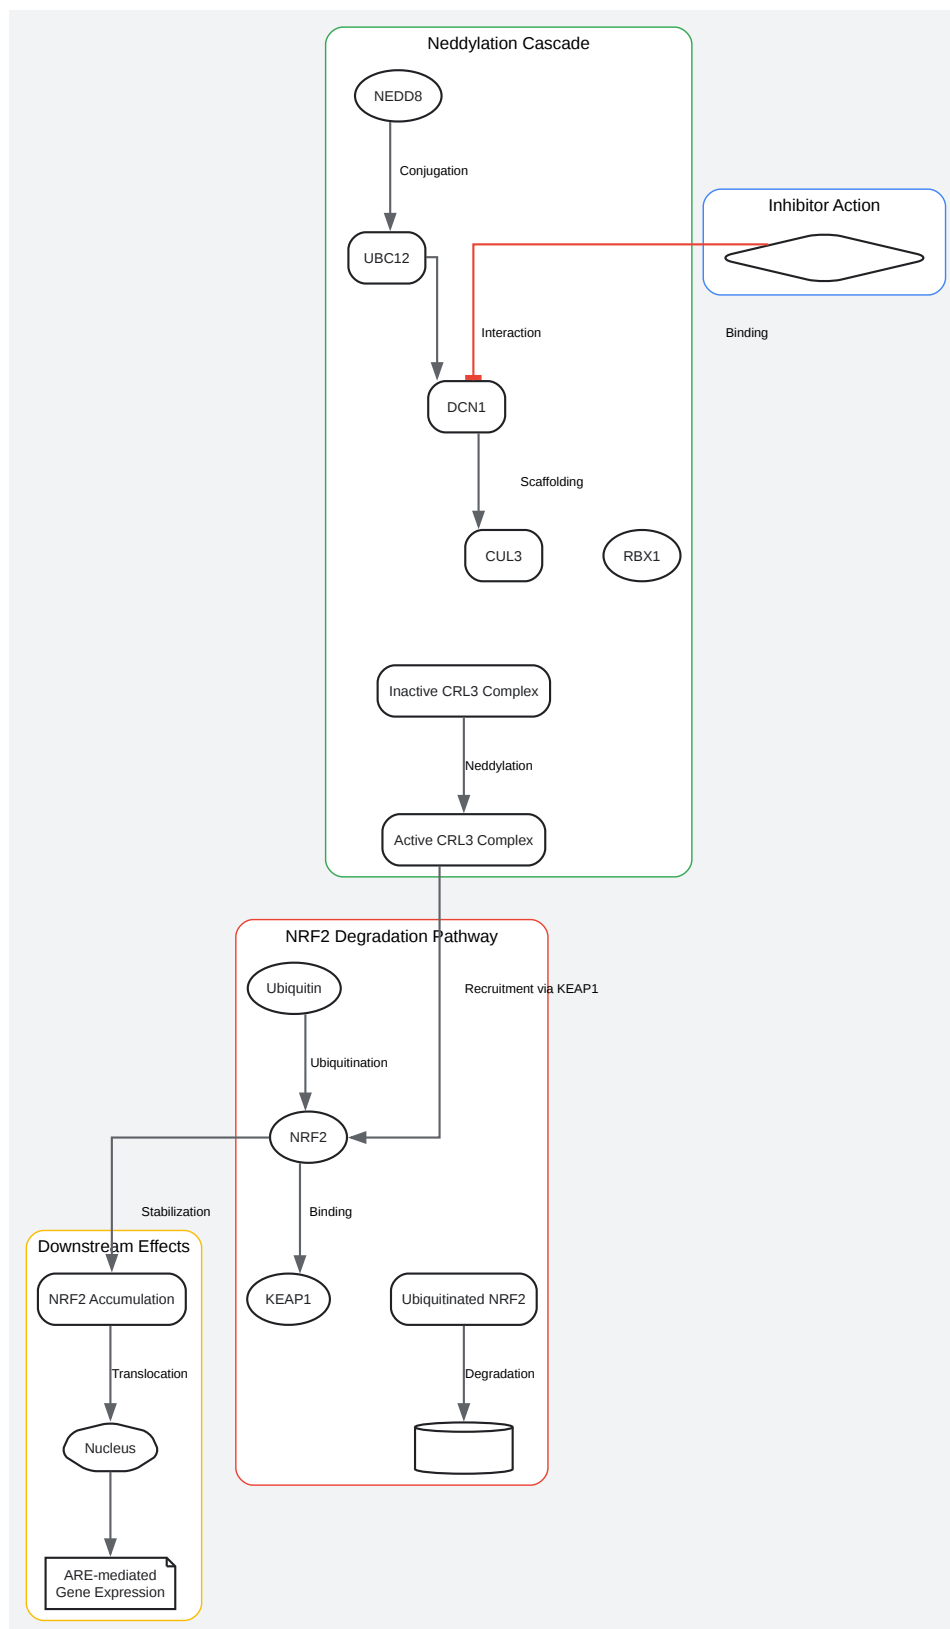 Neddylation Cascade
NEDD8
Conjugation
Inhibitor Action
UBC12
Interaction
Binding
DCN1
Scaffolding
CUL3
RBX1
Inactive CRL3 Complex
Neddylation
Active CRL3 Complex
NRF2 Degradation Pathway
Ubiquitin
Recruitment via KEAP1
Ubiquitination
NRF2
Stabilization
Binding
Downstream Effects
NRF2 Accumulation
KEAP1
Ubiquitinated NRF2
Translocation
Degradation
Nucleus
ARE-mediated
Gene Expression